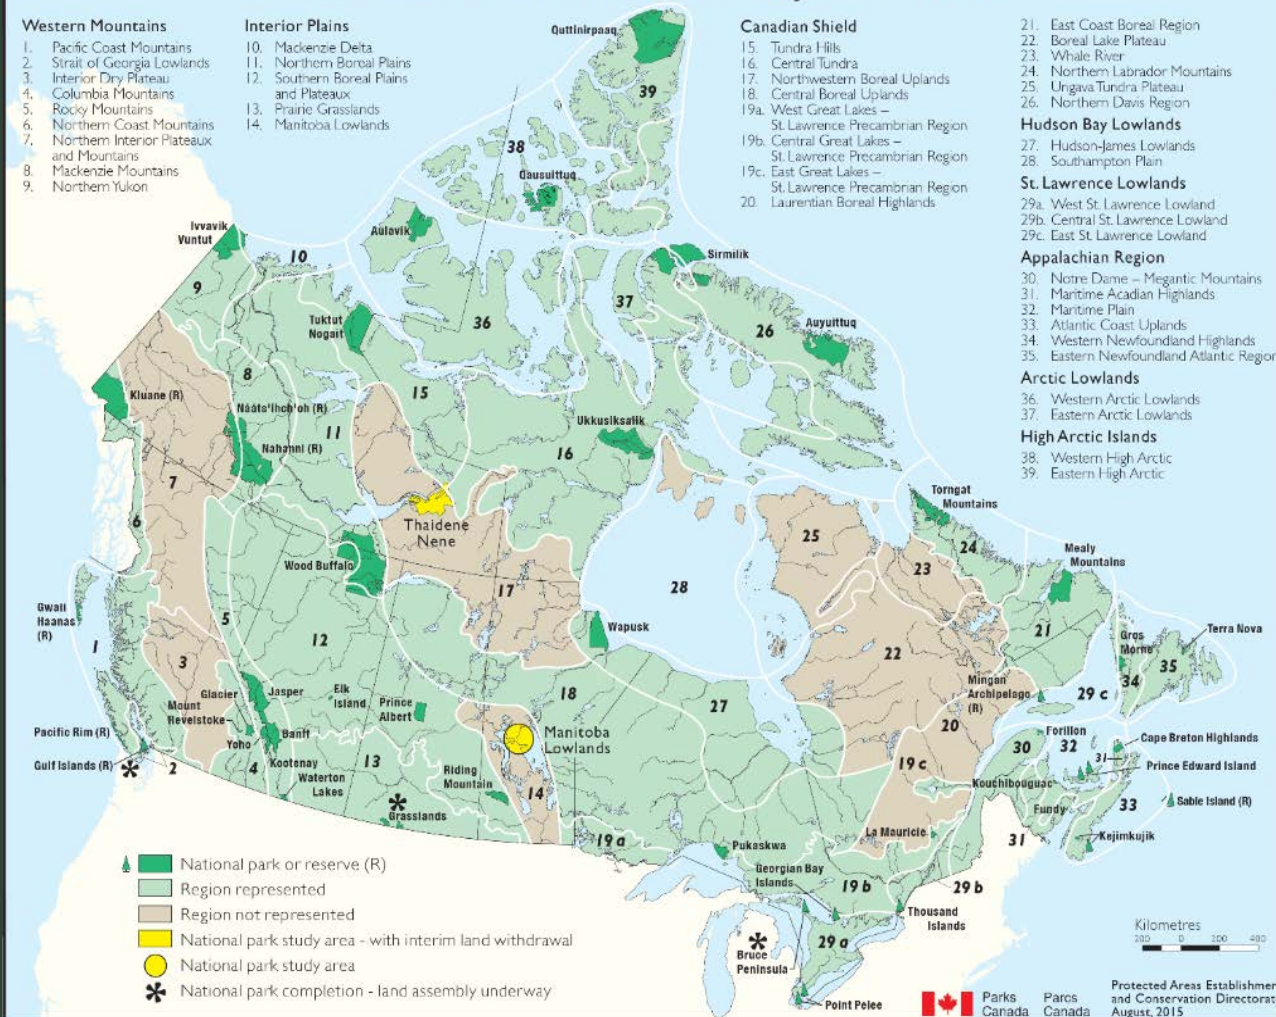 Western Mountains
1. Pacific Coast Mountains
2. Strait of Georgia Lowlands
3. Interior Dry Plateau
4. Columbia Mountains
5. Rocky Mountains
6. Northern Coast Mountains
7. Northern Interior Plateaux
and Mountains
8. Mackenzie Mountains
9. Northern Yukon
Interior Plains
10. Mackenzie Delta
11. Northern Boreal Plains
12. Southern Boreal Plains
and Plateaux
13. Prairie Grasslands
14. Manitoba Lowlands
Canadian Shield
15. Tundra Hills
16. Central Tundra
17. Northwestern Boreal Uplands
18. Central Boreal Uplands
19a. West Great Lakes –
St. Lawrence Precambrian Region
19b. Central Great Lakes –
St. Lawrence Precambrian Region
19c. East Great Lakes –
St. Lawrence Precambrian Region
20. Laurentian Boreal Highlands
21. East Coast Boreal Region
22. Boreal Lake Plateau
23. Whale River
24. Northern Labrador Mountains
25. Ungava Tundra Plateau
26. Northern Davis Region
Hudson Bay Lowlands
27. Hudson-James Lowlands
28. Southampton Plain
St. Lawrence Lowlands
29a. West St. Lawrence Lowland
29b. Central St. Lawrence Lowland
29c. East St. Lawrence Lowland
Appalachian Region
30. Notre Dame – Megantic Mountains
31. Maritime Acadian Highlands
32. Maritime Plain
33. Atlantic Coast Uplands
34. Western Newfoundland Highlands
35. Eastern Newfoundland Atlantic Region
Arctic Lowlands
36. Western Arctic Lowlands
37. Eastern Arctic Lowlands
High Arctic Islands
38. Western High Arctic
39. Eastern High Arctic
Quttinirpaaq
39
38
Qausuittuq
Ivvavik
Vuntut
Aulavik
10
Sirmilik
9
37
Tuktut
Nogait
36
26
Auyuittuq
8
15
Kluane (R)
Nááts'ihch'oh (R)
11
Ukkusiksalik
Nahanni (R)
16
7
Torngat
Mountains
6
Thaidene
Nene
25
24
Mealy
Mountains
Wood Buffalo
23
28
17
Gwaii
Haanas
(R)
5
Wapusk
Terra Nova
1
12
21
Gros
Morne
35
22
3
34
Mingan
Archipelago
(R)
29 c
Glacier
Jasper
Elk
Island
18
Mount
Revelstoke
Prince
Albert
27
20
Pacific Rim (R)
Banff
Manitoba
Lowlands
Forillon
Yoho
30
32
Cape Breton Highlands
Gulf Islands (R)
2
4
Kootenay
13
31
Prince Edward Island
19 c
Waterton
Lakes
Riding
Mountain
Kouchibouguac
14
Grasslands
Fundy
33
Sable Island (R)
La Mauricie
31
Kejimkujik
19 a
Pukaskwa
Georgian Bay
Islands
19 b
29 b
Thousand
Islands
29 a
Bruce
Peninsula
Point Pelee
National park or reserve (R)
Region represented
Region not represented
National park study area - with interim land withdrawal
National park study area
National park completion - land assembly underway
Kilometres
200 0 200 400
Parks Canada
Parcs Canada
Protected Areas Establishmen
and Conservation Directorat
August, 2015